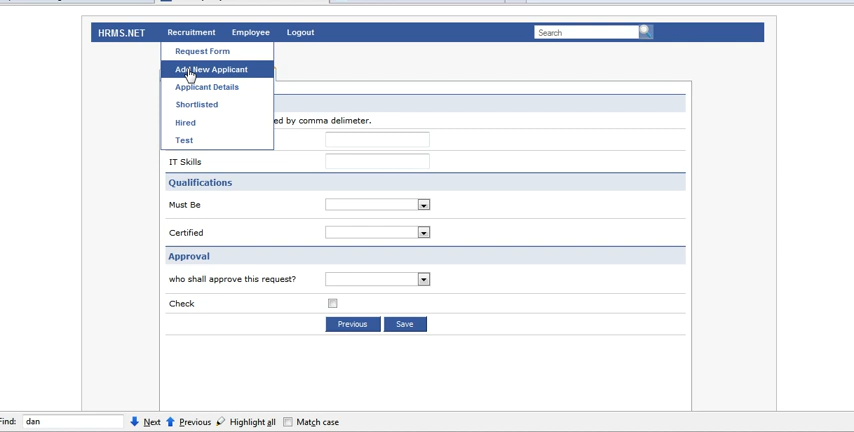 HRMS.NET Recruitment Employee Logout Search
Request Form
Add New Applicant
Applicant Details
Shortlisted
Hired
Test
ed by comma delimeter.
IT Skills
Qualifications
Must Be
Certified
Approval
who shall approve this request?
Check
Previous Save
Find: dan Next Previous Highlight all Match case